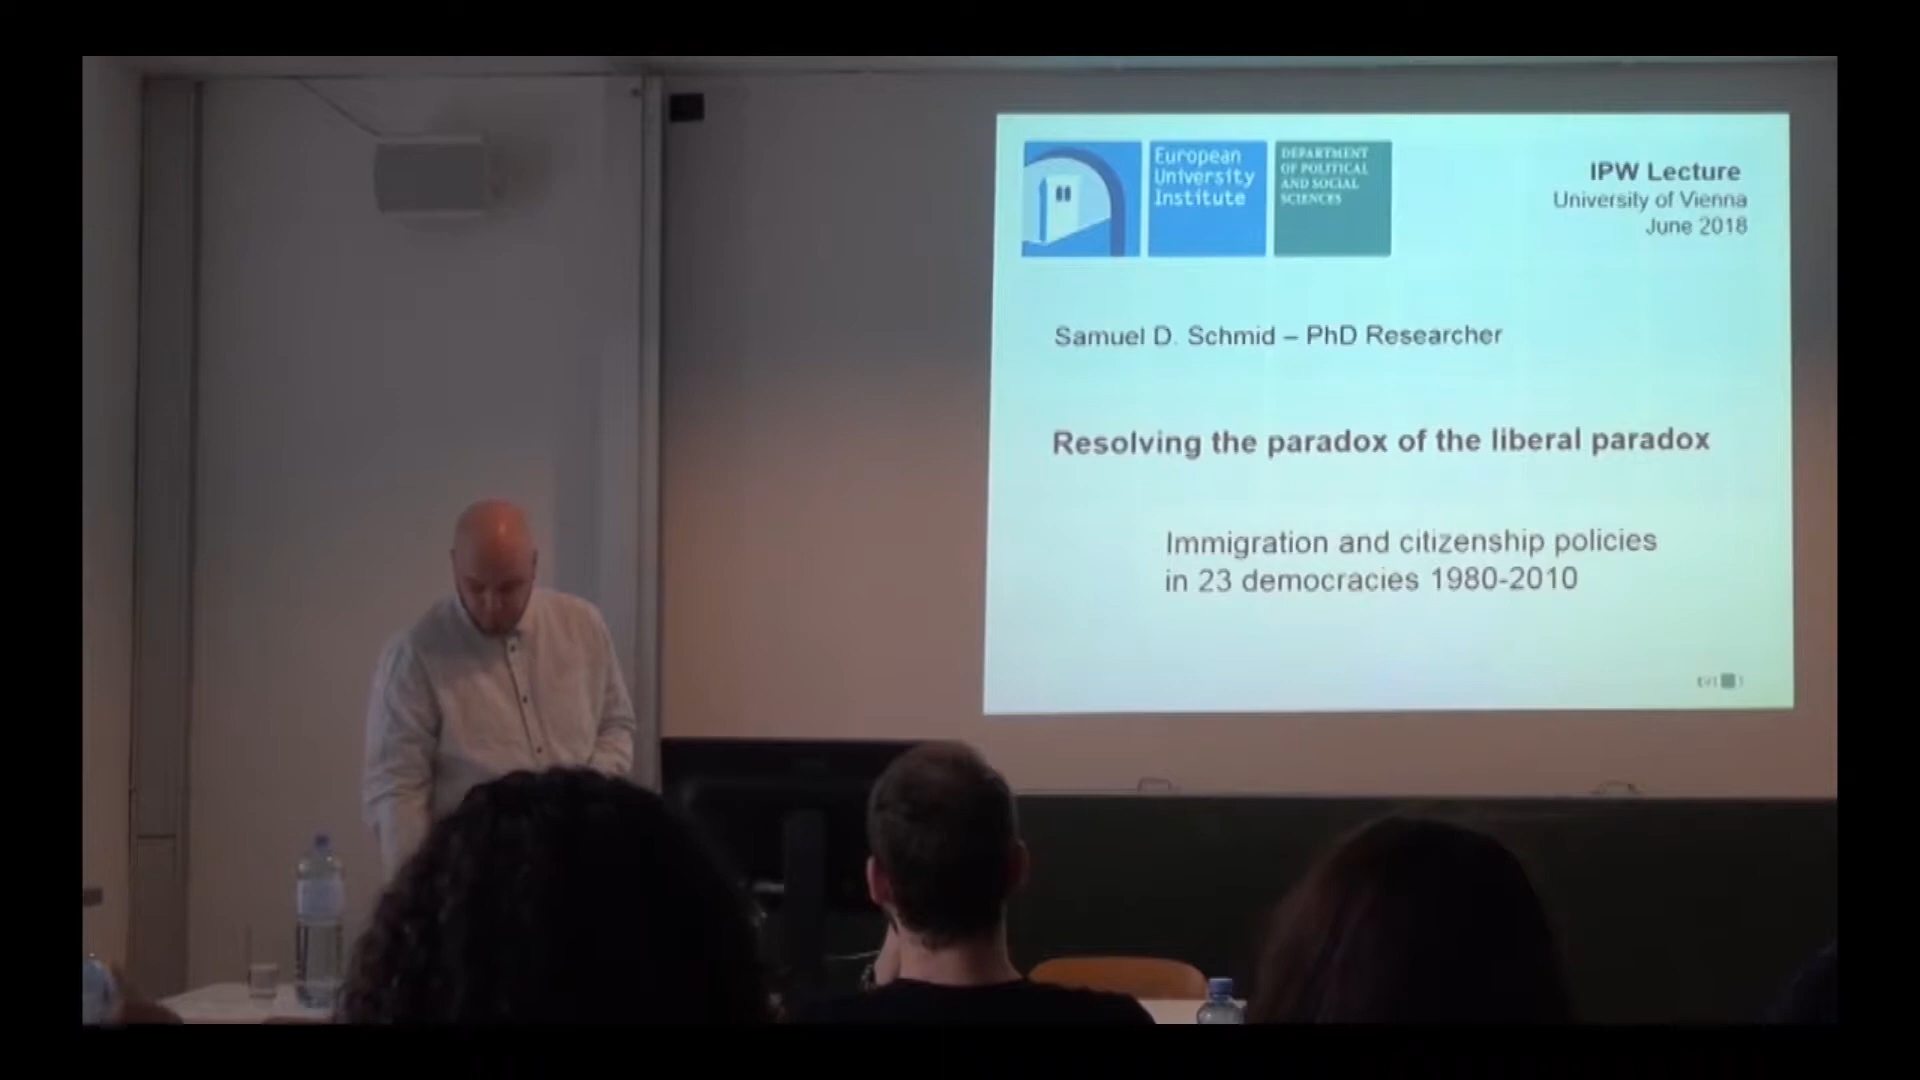 European
University
Institute
DEPARTMENT
OF POLITICAL
AND SOCIAL
SCIENCES
IPW Lecture
University of Vienna
June 2018
Samuel D. Schmid – PhD Researcher
Resolving the paradox of the liberal paradox
Immigration and citizenship policies
in 23 democracies 1980-2010